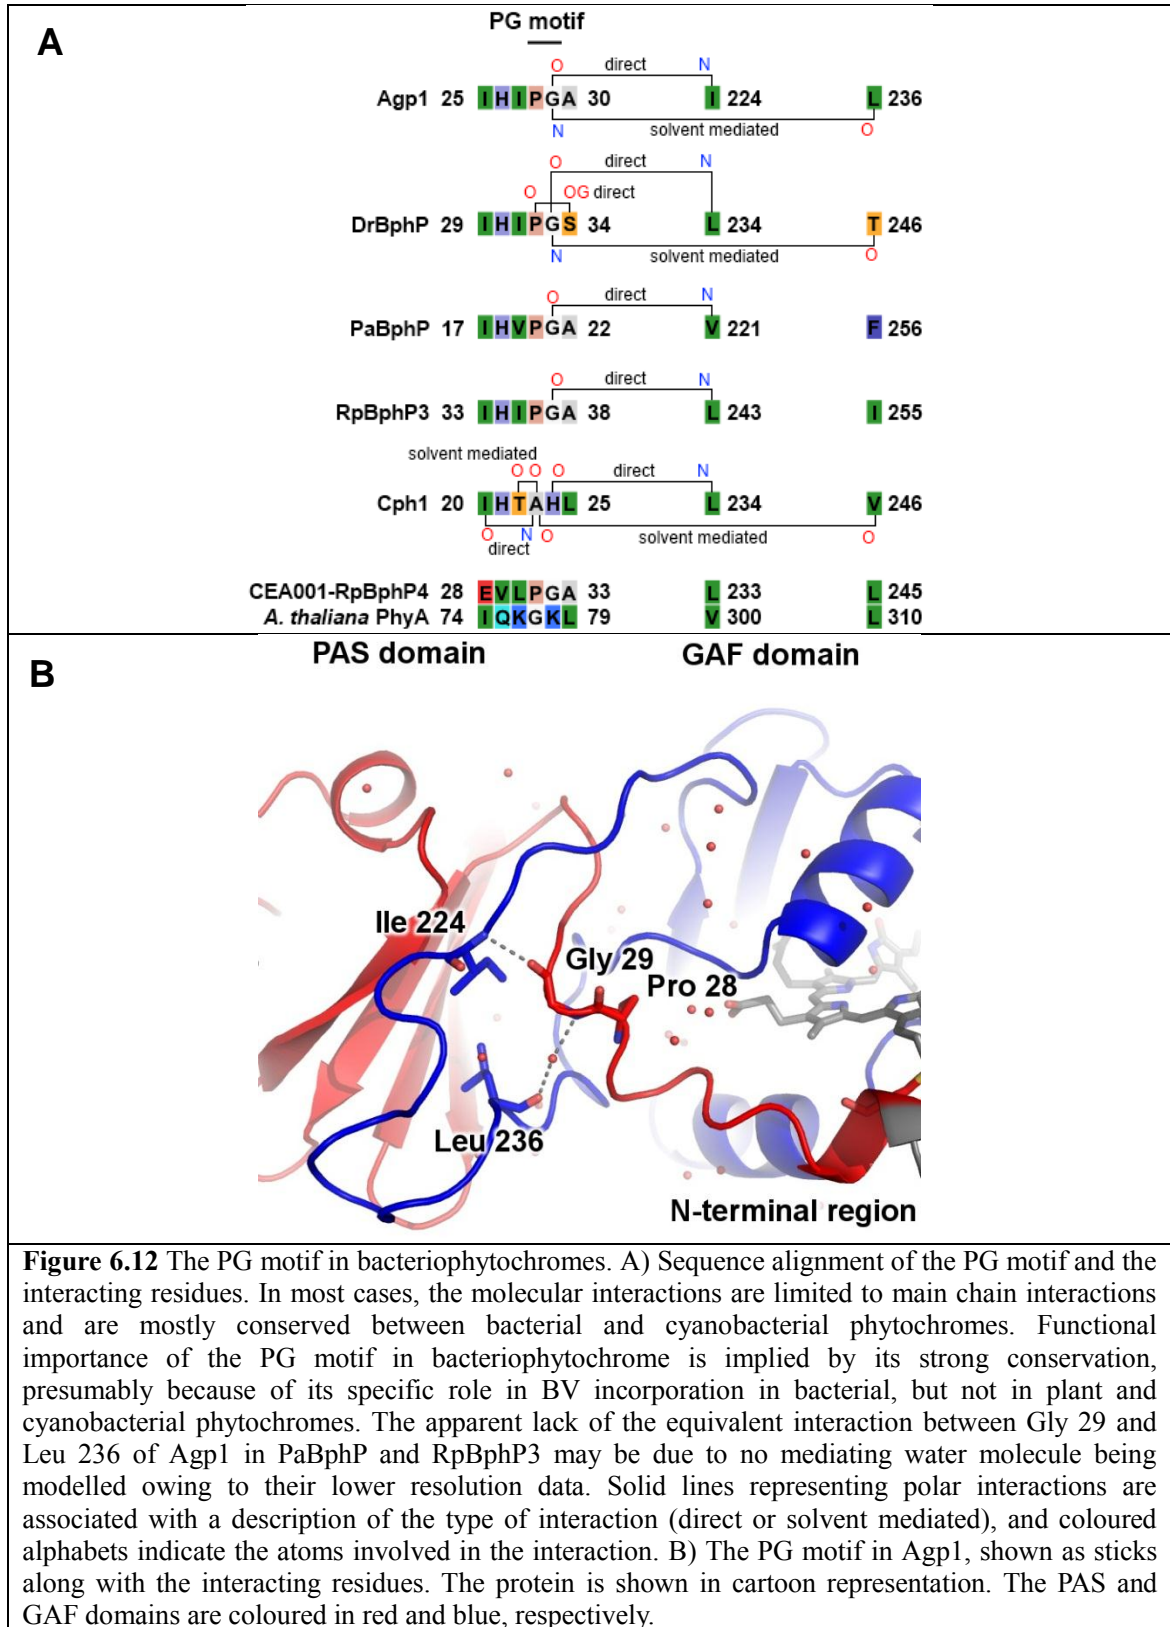 PG motif
A
O direct N
Agp1 25 IHIPGA 30 I 224 L 236
N solvent mediated O
O direct N
O OG direct
DrBphP 29 IHIPGS 34 L 234 T 246
N solvent mediated O
O direct N
PaBphP 17 IHVPGA 22 V 221 F 256
O direct N
RpBphP3 33 IHIPGA 38 L 243 I 255
solvent mediated
O O O direct N
Cph1 20 IHTAHL 25 L 234 V 246
O N O solvent mediated O
direct
CEA001-RpBphP4 28 EVLPGA 33 L 233 L 245
A. thaliana PhyA 74 IQKGKL 79 V 300 L 310
PAS domain GAF domain
B
Ile 224
Gly 29
Pro 28
Leu 236
N-terminal region
Figure 6.12 The PG motif in bacteriophytochromes. A) Sequence alignment of the PG motif and the
interacting residues. In most cases, the molecular interactions are limited to main chain interactions
and are mostly conserved between bacterial and cyanobacterial phytochromes. Functional
importance of the PG motif in bacteriophytochrome is implied by its strong conservation,
presumably because of its specific role in BV incorporation in bacterial, but not in plant and
cyanobacterial phytochromes. The apparent lack of the equivalent interaction between Gly 29 and
Leu 236 of Agp1 in PaBphP and RpBphP3 may be due to no mediating water molecule being
modelled owing to their lower resolution data. Solid lines representing polar interactions are
associated with a description of the type of interaction (direct or solvent mediated), and coloured
alphabets indicate the atoms involved in the interaction. B) The PG motif in Agp1, shown as sticks
along with the interacting residues. The protein is shown in cartoon representation. The PAS and
GAF domains are coloured in red and blue, respectively.